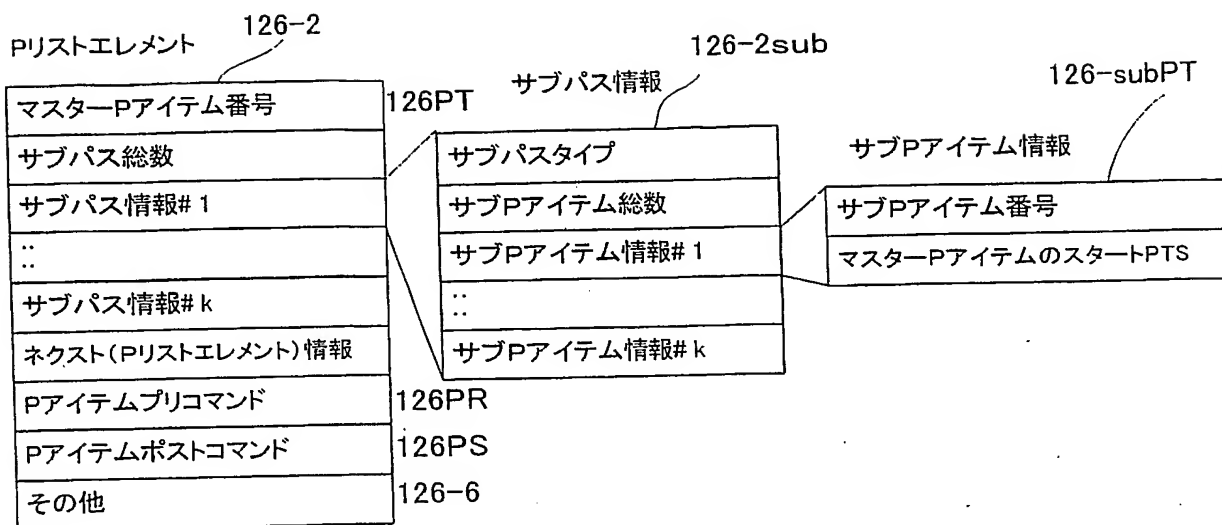 Pリストエレメント
126-2
マスターPアイテム番号
126PT
サブパス総数
サブパス情報#1
::
サブパス情報#k
ネクスト(Pリストエレメント)情報
Pアイテムプリコマンド
126PR
Pアイテムポストコマンド
126PS
その他
126-6
サブパス情報
126-2sub
サブパスタイプ
サブPアイテム総数
サブPアイテム情報#1
::
サブPアイテム情報#k
126-subPT
サブPアイテム情報
サブPアイテム番号
マスターPアイテムのスタートPTS